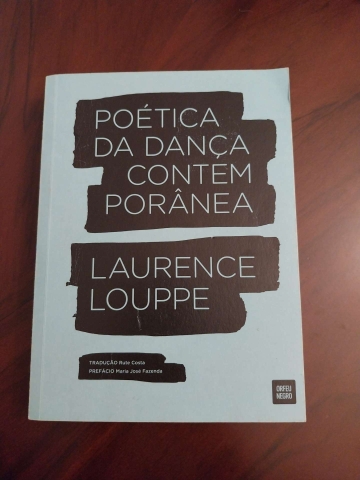 POÉTICA
DA DANÇA
CONTEM
PORÂNEA
LAURENCE
LOUPPE
TRADUÇÃO Rute Costa
PREFÁCIO Maria José Fazenda
ORFEU
NEGRO